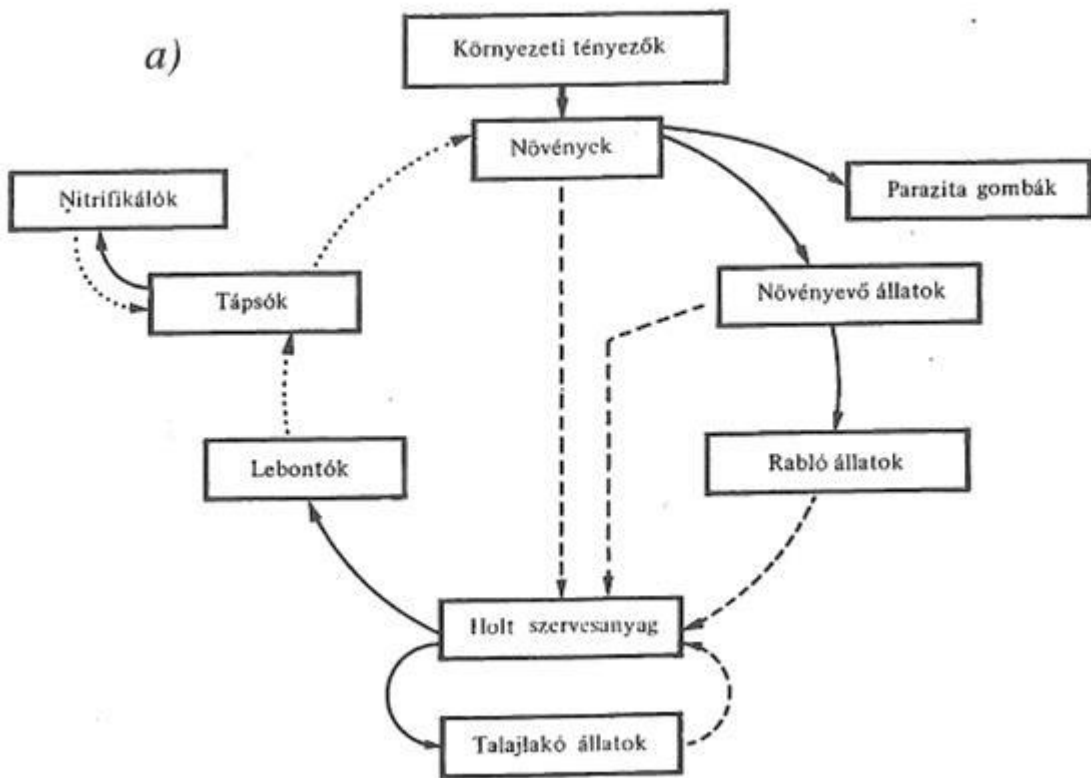 a)
Környezeti tényezők
Növények
Parazita gombák
Nitrifikálók
Növényevő állatok
Tápsók
Rabló állatok
Lebontók
Holt szervesanyag
Talajlakó állatok